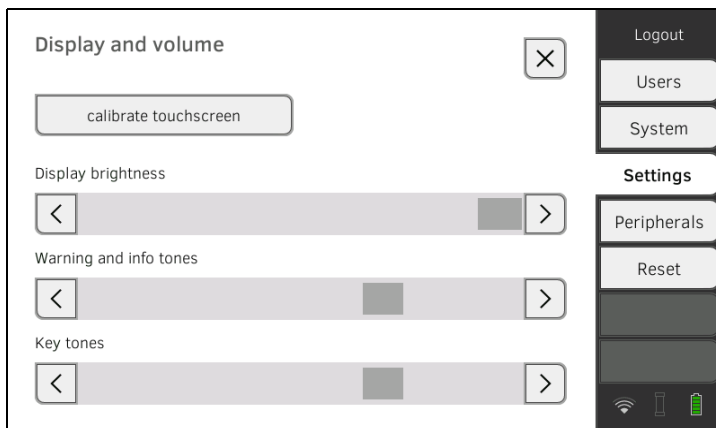 Display and volume
calibrate touchscreen
Display brightness
Warning and info tones
Key tones
Logout
Users
System
Settings
Peripherals
Reset